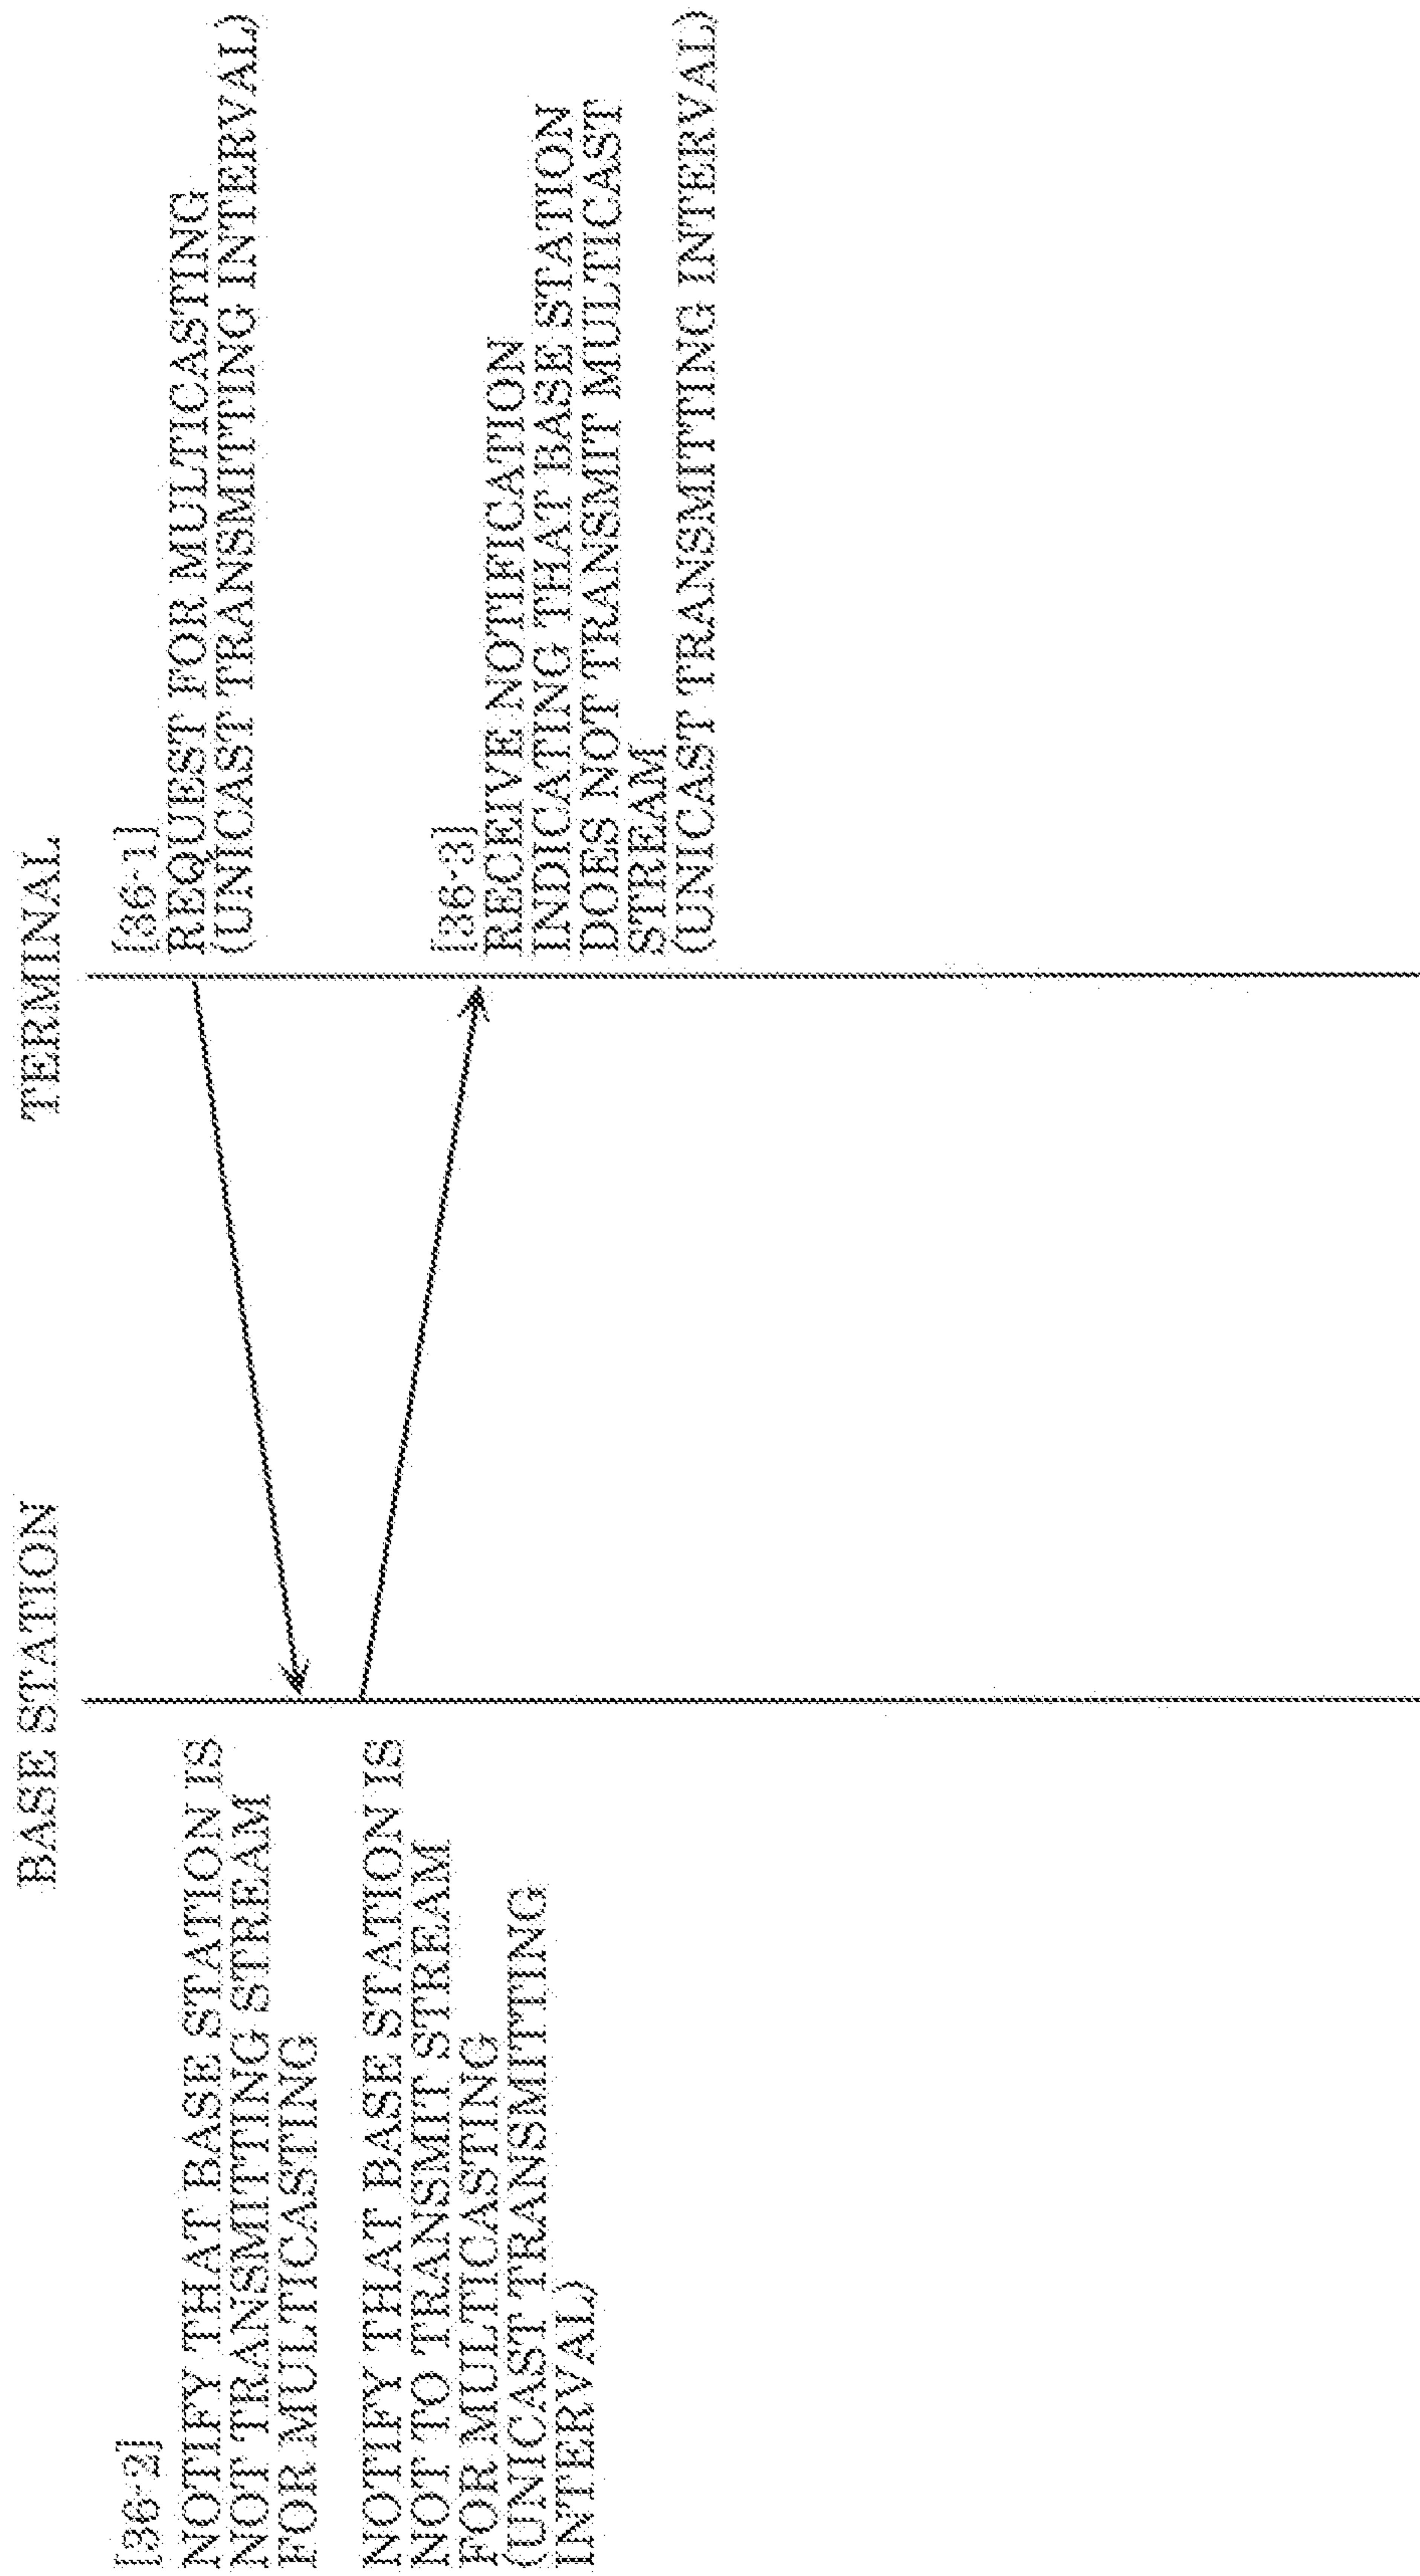 BASE STATION
TERMINAL
[36-1]
REQUEST FOR MULTICASTING
(UNICAST TRANSMITTING INTERVAL)
[36-2]
NOTIFY THAT BASE STATION IS
NOT TRANSMITTING STREAM
FOR MULTICASTING
NOTIFY THAT BASE STATION IS
NOT TO TRANSMIT STREAM
FOR MULTICASTING
(UNICAST TRANSMITTING
INTERVAL)
[36-3]
RECEIVE NOTIFICATION
INDICATING THAT BASE STATION
DOES NOT TRANSMIT MULTICAST
STREAM
(UNICAST TRANSMITTING INTERVAL)